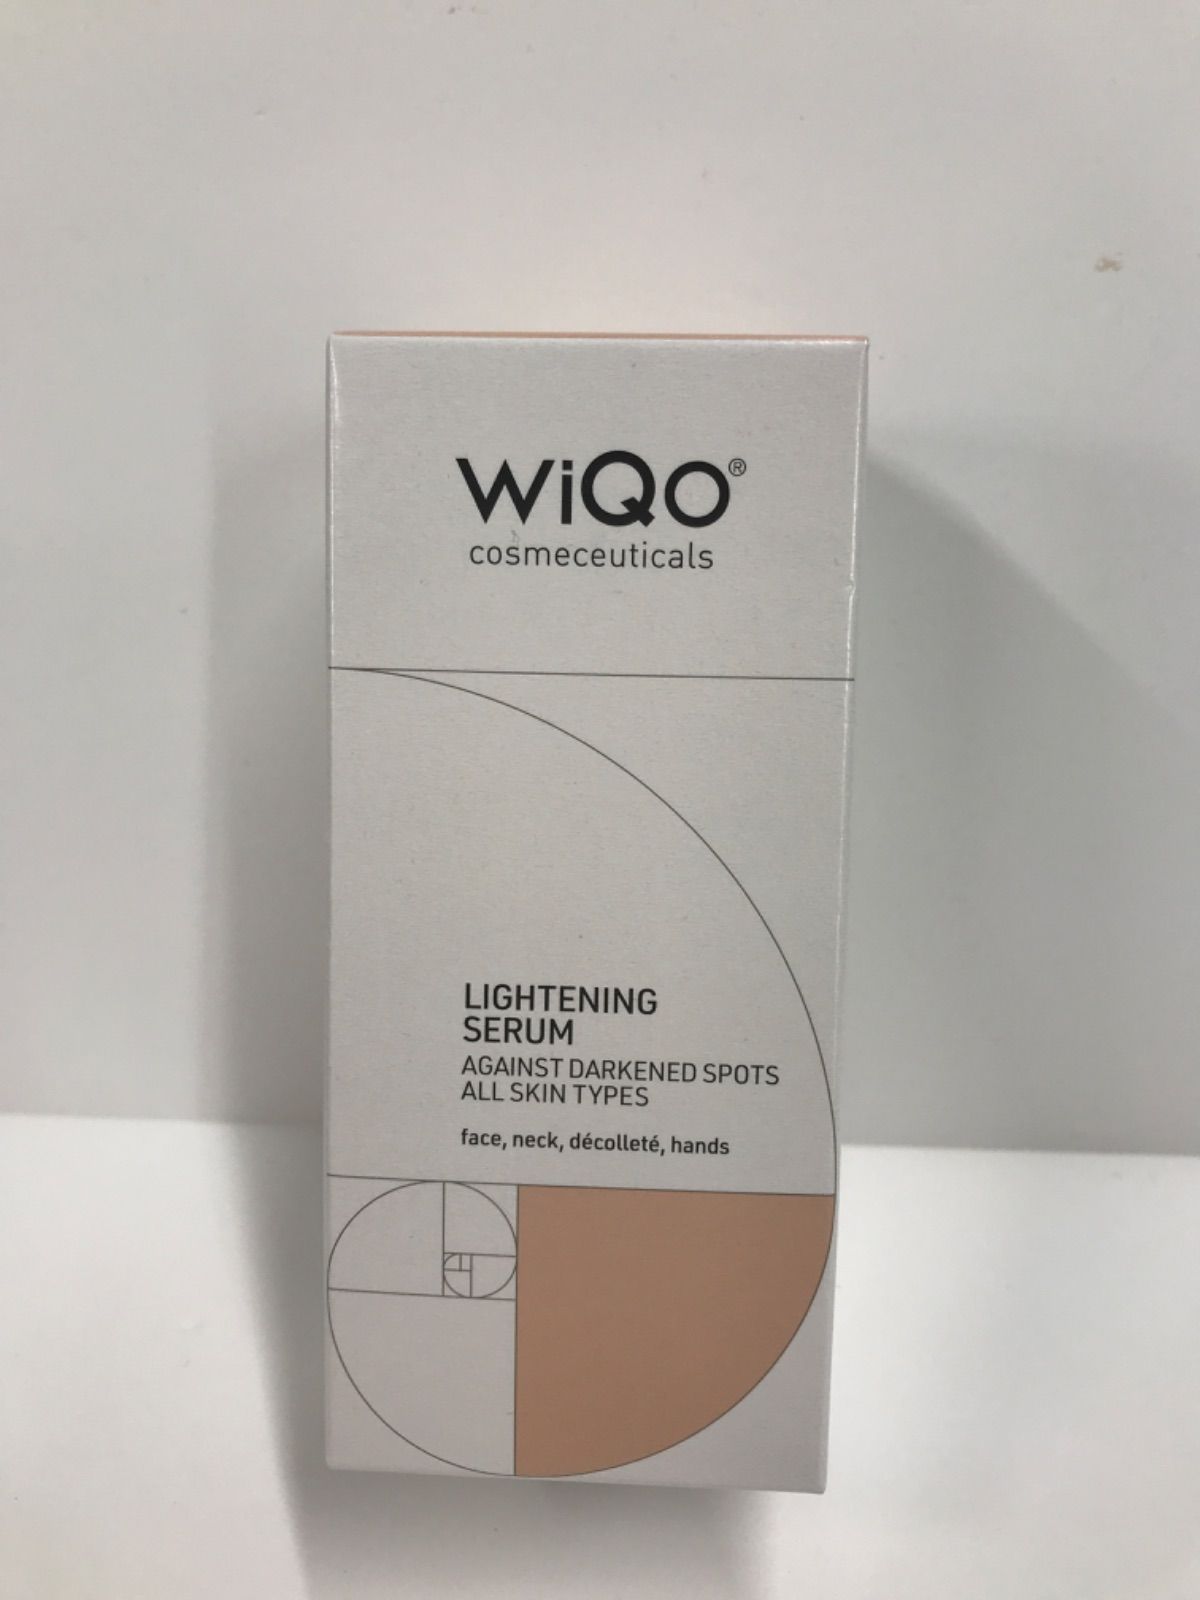 WiQo®
cosmeceuticals
LIGHTENING
SERUM
AGAINST DARKENED SPOTS
ALL SKIN TYPES
face, neck, décolleté, hands